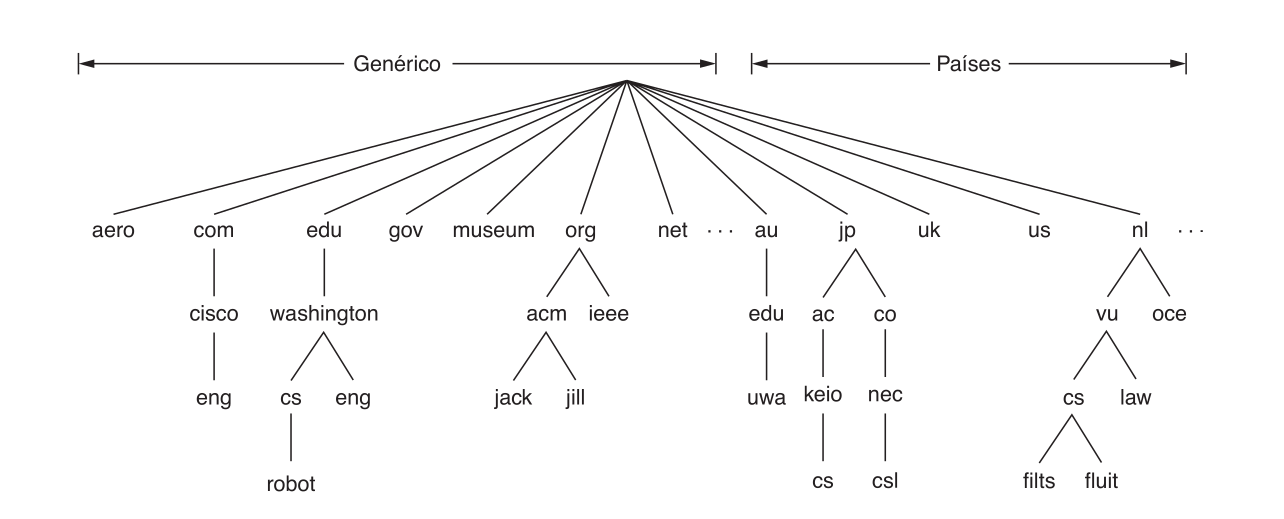 Genérico Países
aero com edu gov museum org net ··· au jp uk us nl ···
cisco washington acm ieee edu ac co vu oce
eng cs eng jack jill uwa keio nec cs law
robot cs csl filts fluit